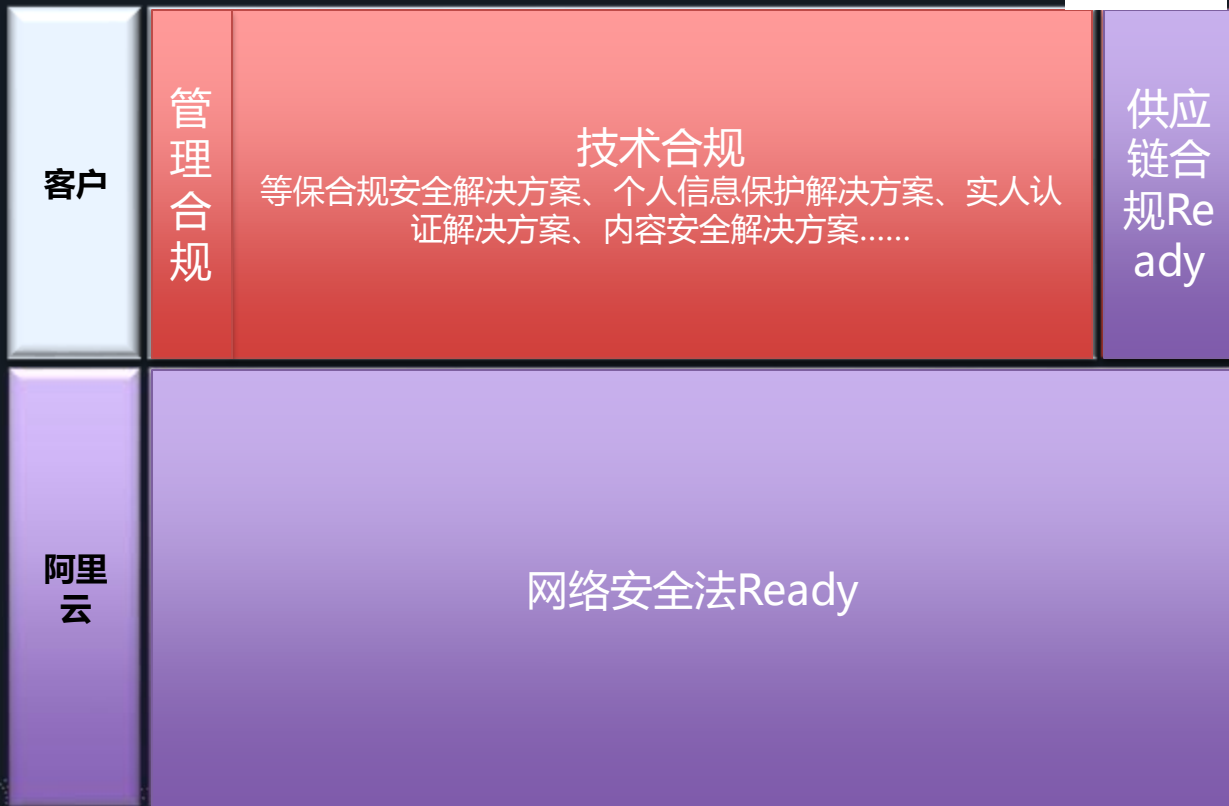 客户
管
理
合
规
技术合规
等保合规安全解决方案、个人信息保护解决方案、实人认
证解决方案、内容安全解决方案......
供应
链合
规Re
ady
阿里
云
网络安全法Ready